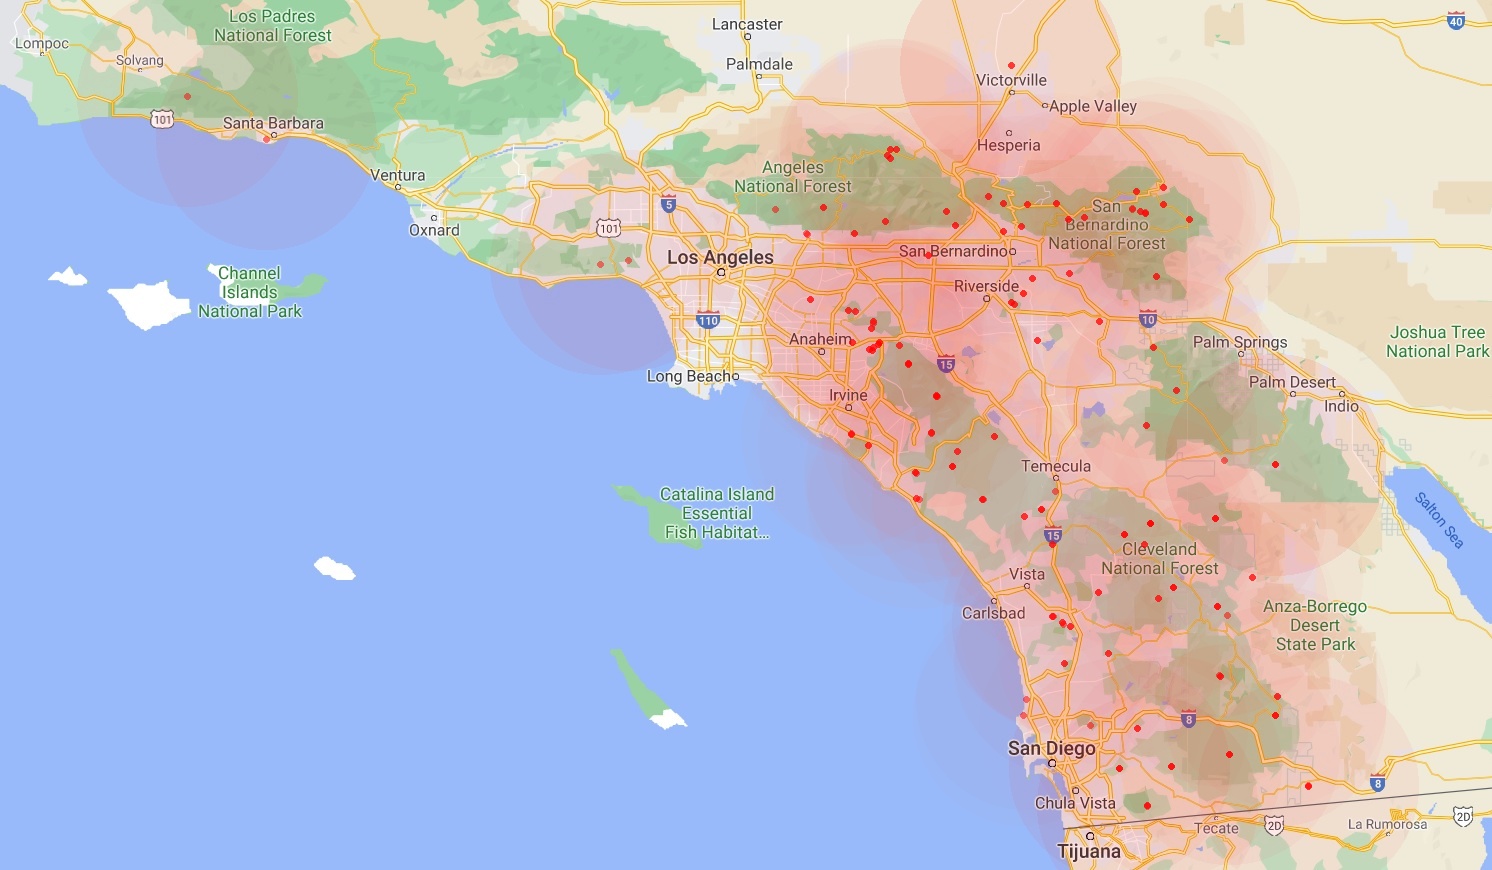 40
Los Padres
National Forest
Lancaster
Lompoc
Solvang
Palmdale
Victorville
Apple Valley
101
Santa Barbara
Hesperia
Ventura
Angeles
National Forest
5
San
Bernardino
National Forest
Oxnard
101
Los Angeles
San Bernardino
Channel
Islands
National Park
Riverside
110
10
Anaheim
Palm Springs
Joshua Tree
National Park
Long Beach
15
Palm Desert
Irvine
Indio
Temecula
Catalina Island
Essential
Fish Habitat...
Salton Sea
15
Cleveland
National Forest
Vista
Carlsbad
Anza-Borrego
Desert
State Park
8
San Diego
8
Chula Vista
Tecate
2D
La Rumorosa
2D
Tijuana